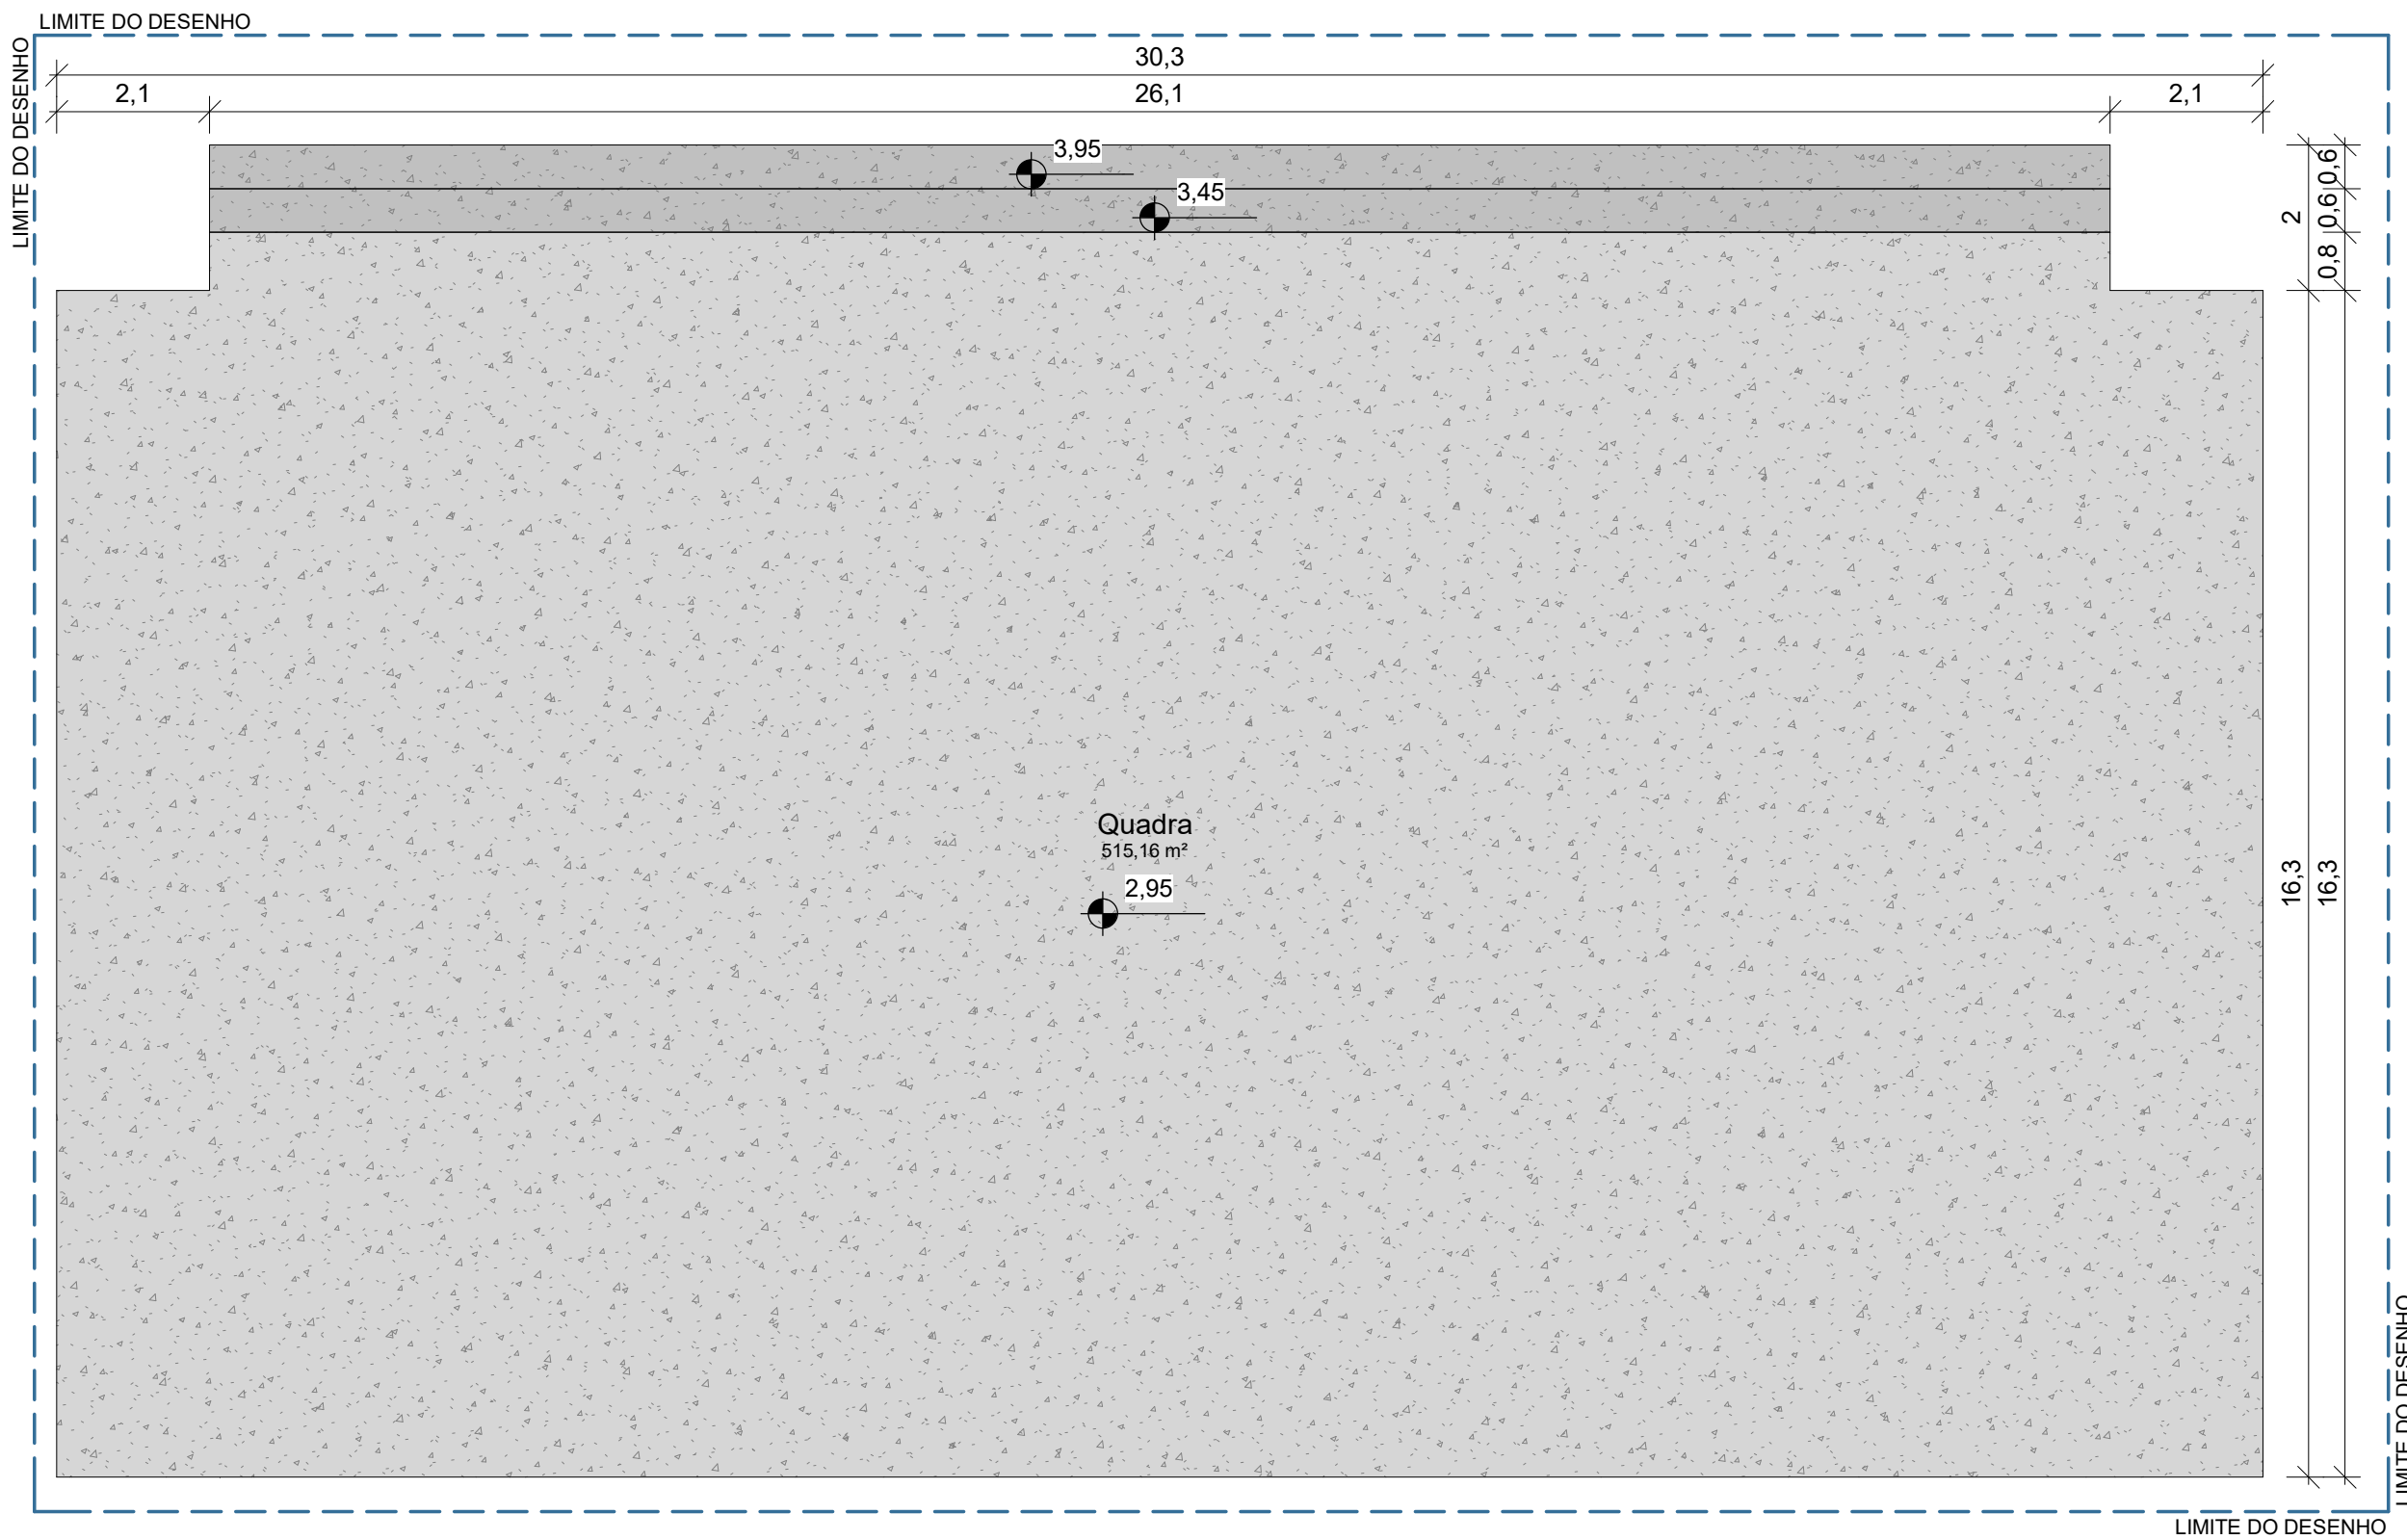 LIMITE DO DESENHO
LIMITE DO DESENHO
30,3
2,1
26,1
2,1
3,95
3,45
0,6
0,6
2
0,8
Quadra
515,16 m²
2,95
16,3
16,3
LIMITE DO DESENHO
LIMITE DO DESENHO